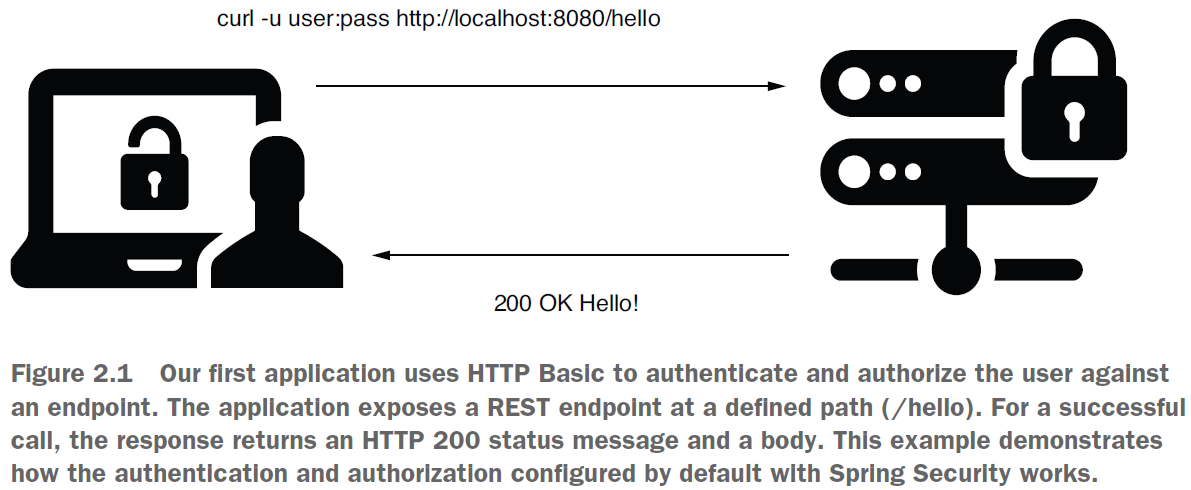 curl -u user:pass http://localhost:8080/hello
200 OK Hello!
Figure 2.1 Our first application uses HTTP Basic to authenticate and authorize the user against
an endpoint. The application exposes a REST endpoint at a defined path (/hello). For a successful
call, the response returns an HTTP 200 status message and a body. This example demonstrates
how the authentication and authorization configured by default with Spring Security works.